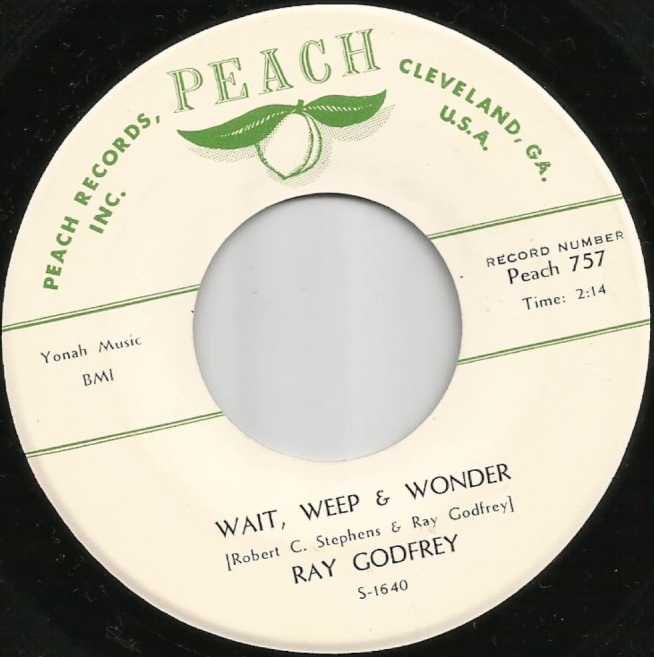 PEACH
PEACH RECORDS, INC.
CLEVELAND, GA. U.S.A.
RECORD NUMBER
Peach 757
Time: 2:14
Yonah Music
BMI
WAIT, WEEP & WONDER
[Robert C. Stephens & Ray Godfrey]
RAY GODFREY
S-1640